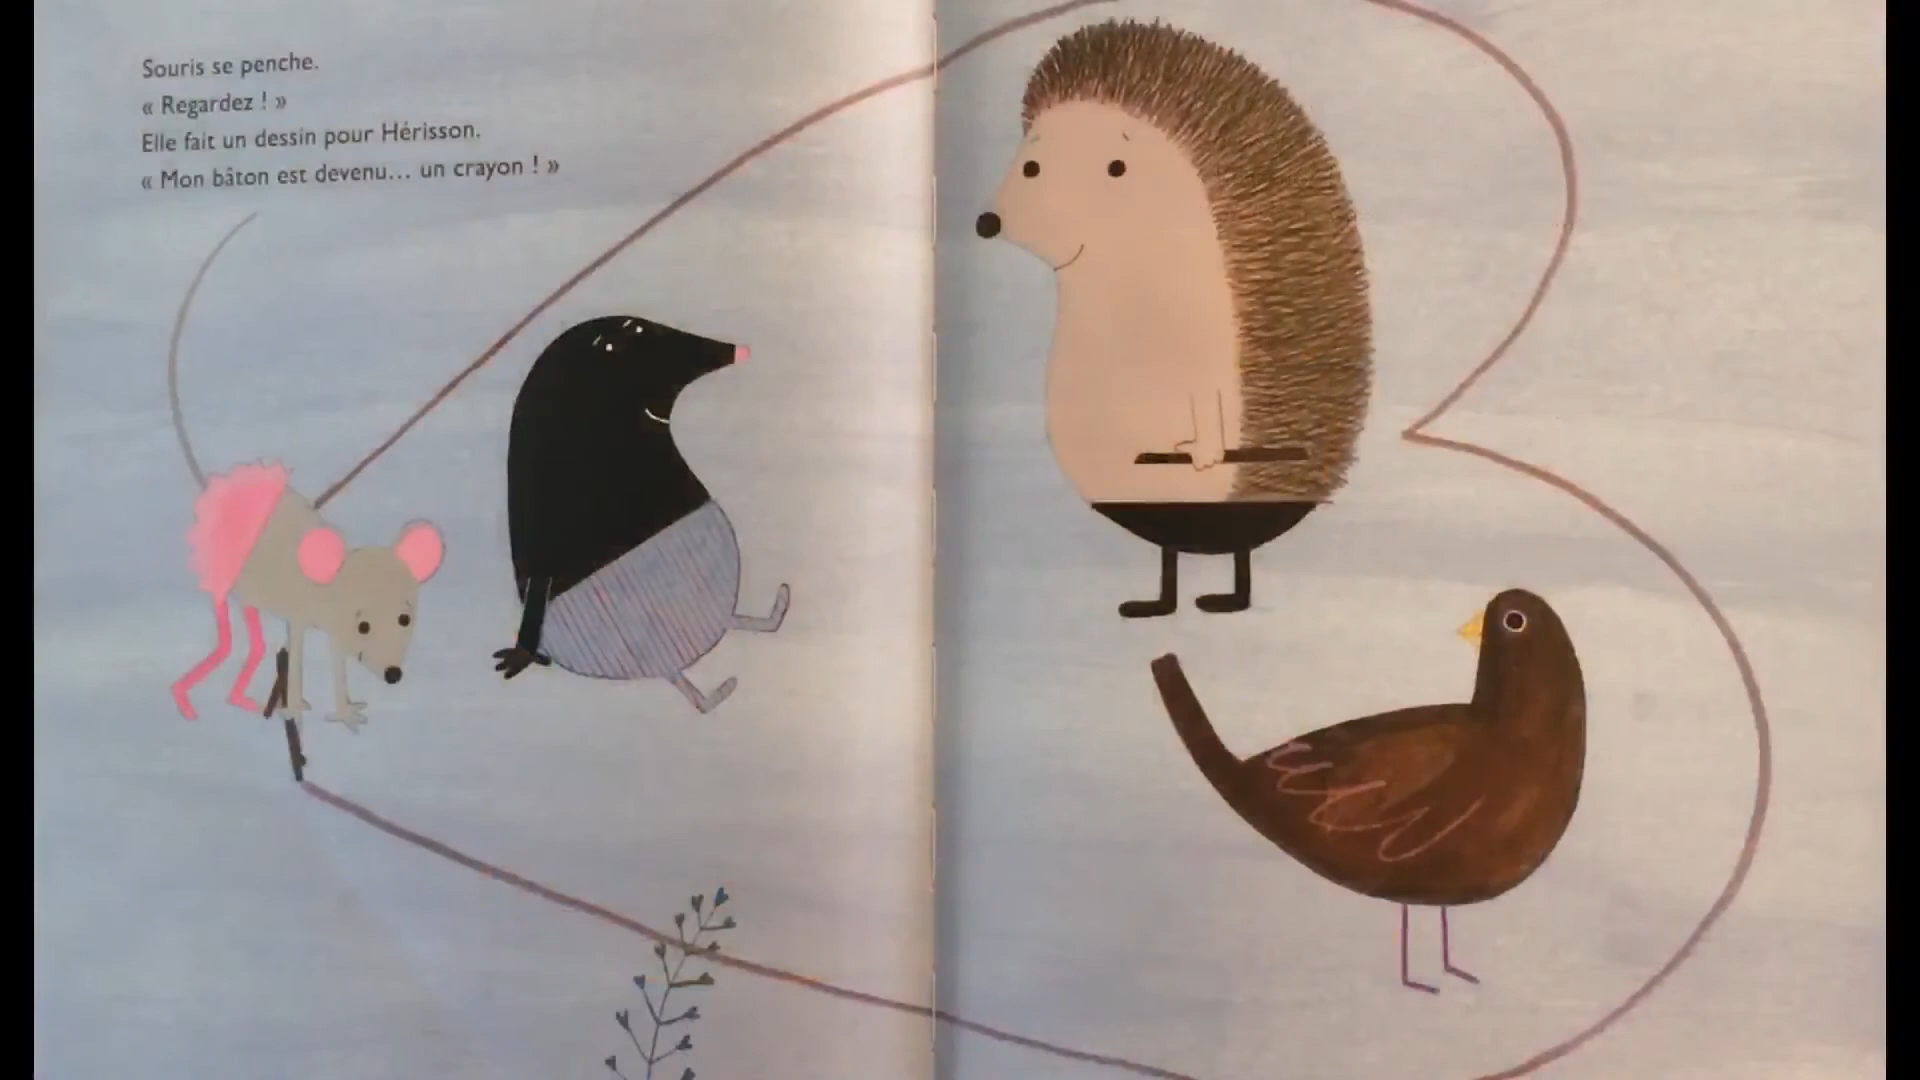 Souris se penche.
« Regardez ! »
Elle fait un dessin pour Hérisson.
« Mon bâton est devenu... un crayon ! »